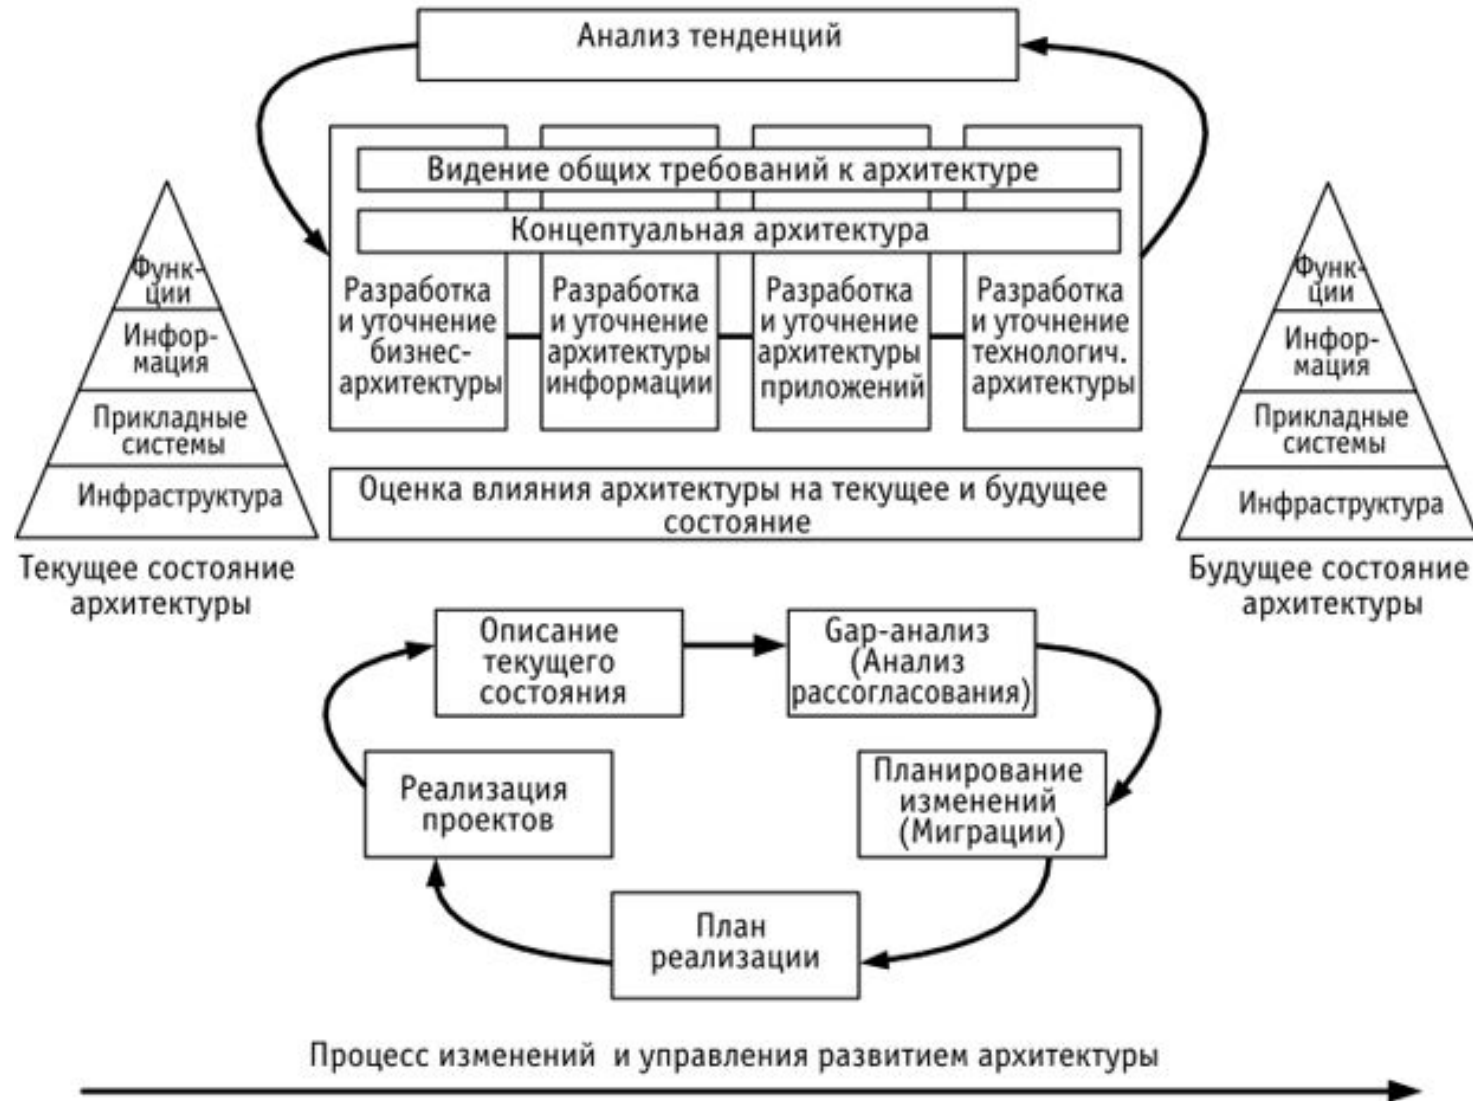 Анализ тенденций
Видение общих требований к архитектуре
Концептуальная архитектура
Разработка
и уточнение
бизнес-
архитектуры
Разработка
и уточнение
архитектуры
информации
Разработка
и уточнение
архитектуры
приложений
Разработка
и уточнение
технологич.
архитектуры
Функ-
ции
Инфор-
мация
Прикладные
системы
Инфраструктура
Текущее состояние
архитектуры
Оценка влияния архитектуры на текущее и будущее
состояние
Функ-
ции
Инфор-
мация
Прикладные
системы
Инфраструктура
Будущее состояние
архитектуры
Описание
текущего
состояния
Gap-анализ
(Анализ
рассогласования)
Реализация
проектов
Планирование
изменений
(Миграции)
План
реализации
Процесс изменений и управления развитием архитектуры